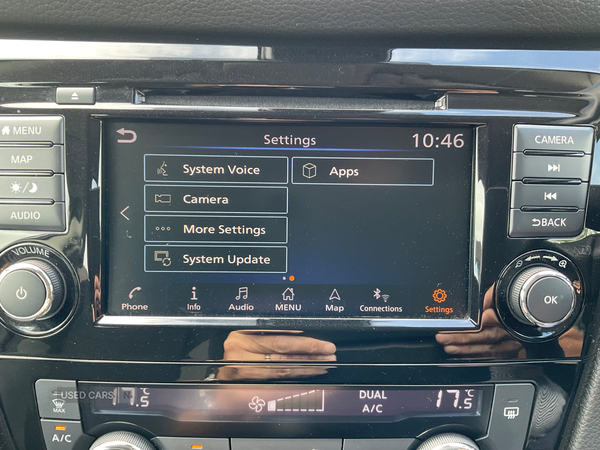 MENU
MAP
AUDIO
VOLUME
Settings
10:46
System Voice
Apps
Camera
More Settings
System Update
Phone
Info
Audio
MENU
Map
Connections
Settings
CAMERA
BACK
OK
USED CARS NI
17.5
°C
DUAL
A/C
17.5
°C
MAX
A/C